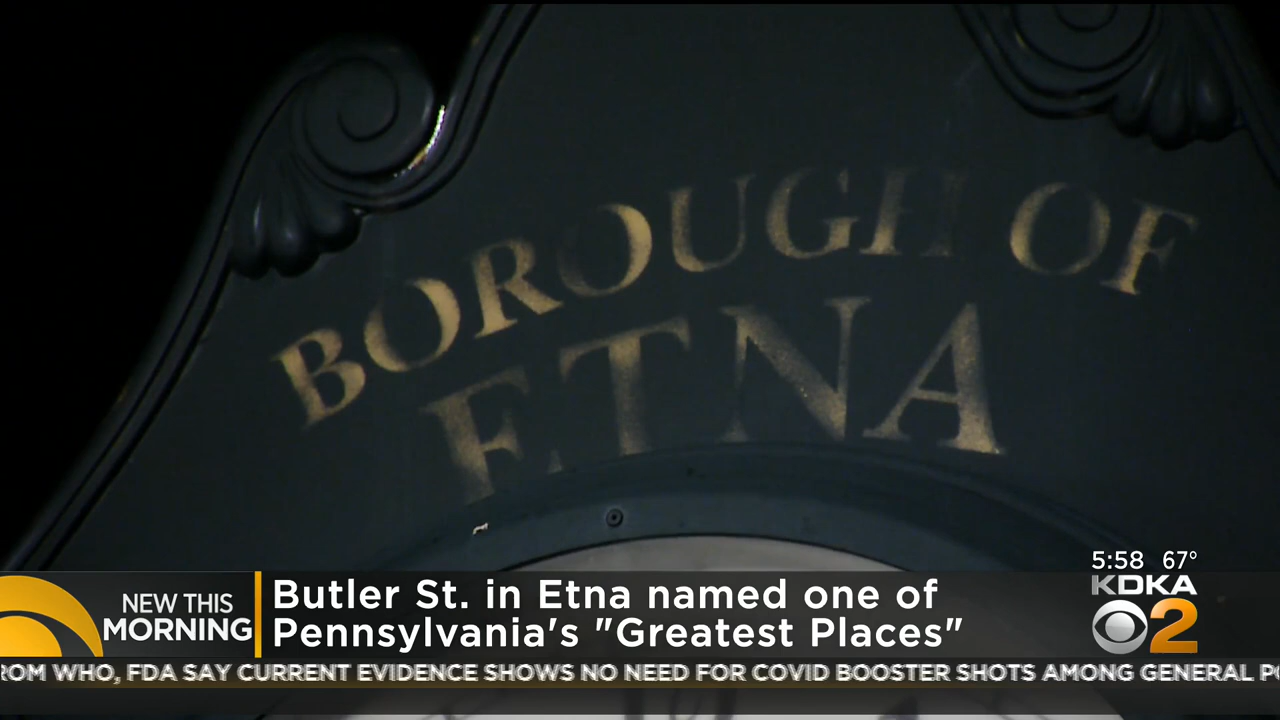 BOROUGH OF
ETNA
5:58 67°
KDKA
2
NEW THIS
MORNING
Butler St. in Etna named one of
Pennsylvania's "Greatest Places"
ROM WHO, FDA SAY CURRENT EVIDENCE SHOWS NO NEED FOR COVID BOOSTER SHOTS AMONG GENERAL